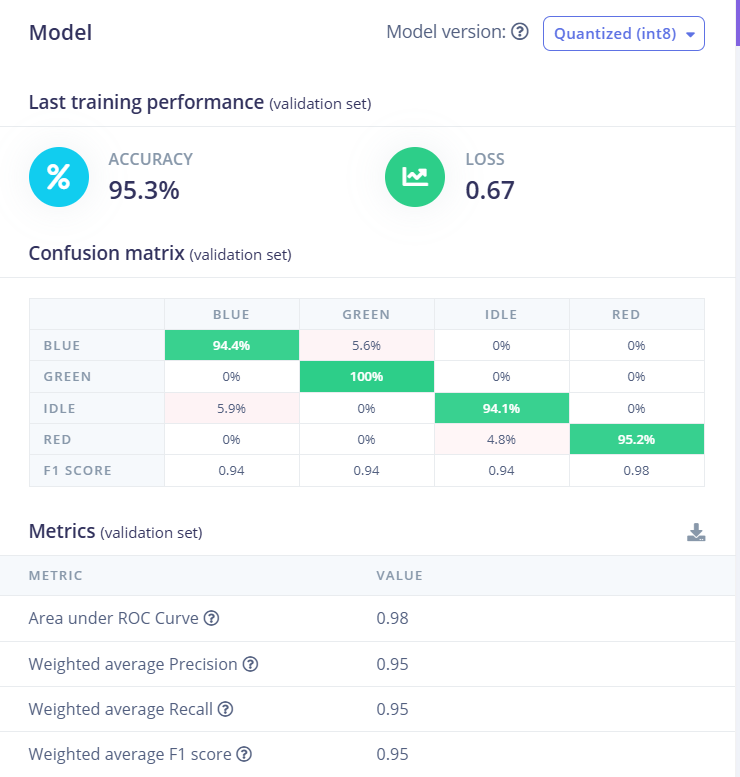 Model
Model version:
Quantized (int8)
Last training performance (validation set)
%
ACCURACY
95.3%
LOSS
0.67
Confusion matrix (validation set)
BLUE GREEN IDLE RED
BLUE 94.4% 5.6% 0% 0%
GREEN 0% 100% 0% 0%
IDLE 5.9% 0% 94.1% 0%
RED 0% 0% 4.8% 95.2%
F1 SCORE 0.94 0.94 0.94 0.98
Metrics (validation set)
METRIC VALUE
Area under ROC Curve ? 0.98
Weighted average Precision ? 0.95
Weighted average Recall ? 0.95
Weighted average F1 score ? 0.95